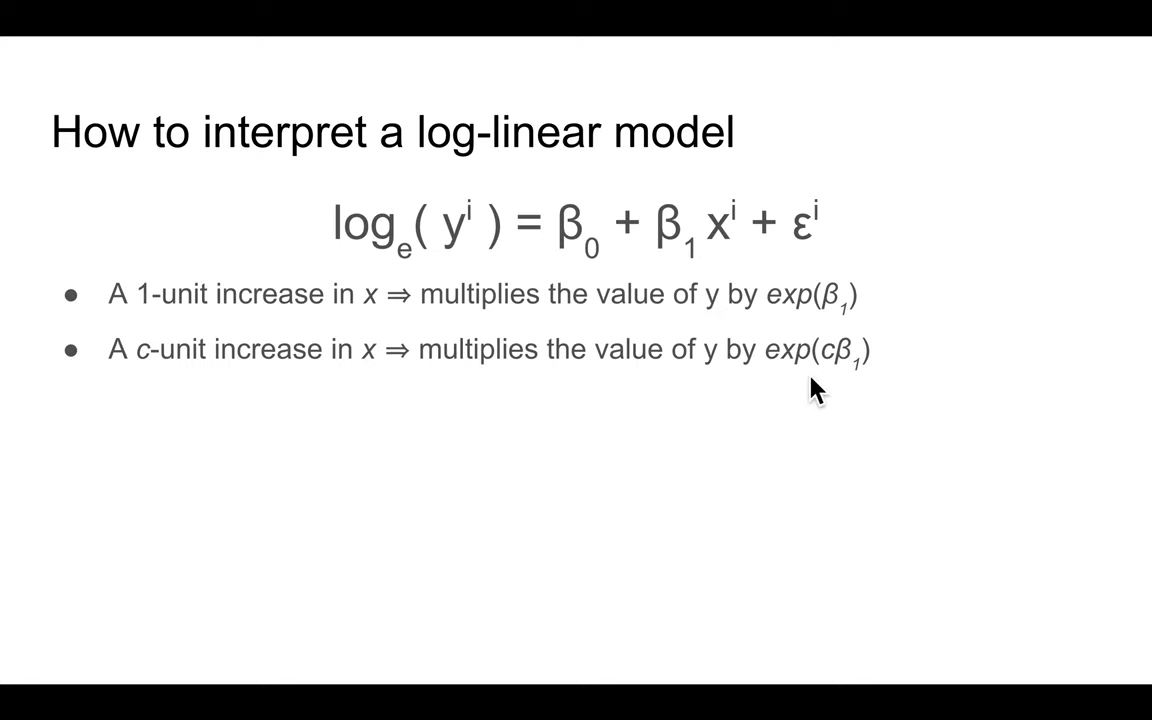 How to interpret a log-linear model
logₑ( yⁱ ) = β₀ + β₁ xⁱ + εⁱ
● A 1-unit increase in x ⇒ multiplies the value of y by exp(β₁)
● A c-unit increase in x ⇒ multiplies the value of y by exp(cβ₁)